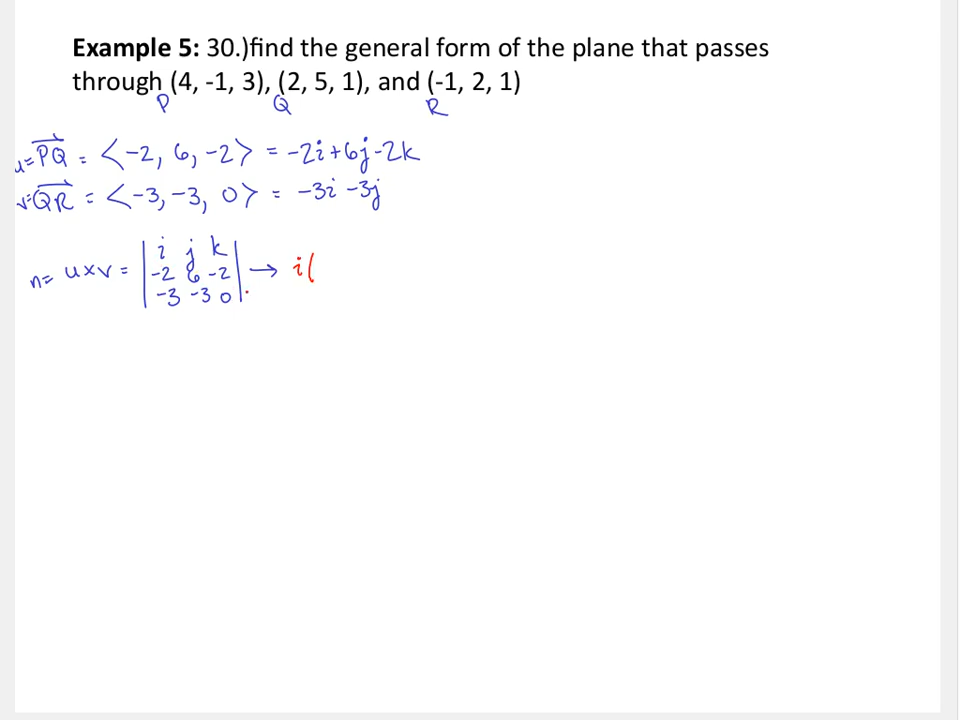 Example 5: 30.)find the general form of the plane that passes
through (4, -1, 3), (2, 5, 1), and (-1, 2, 1)
P Q R
u=PQ = <-2, 6, -2> = -2i+6j-2k
v=QR = <-3, -3, 0> = -3i -3j
i j k
n= u×v = -2 6 -2 → i(
-3 -3 0